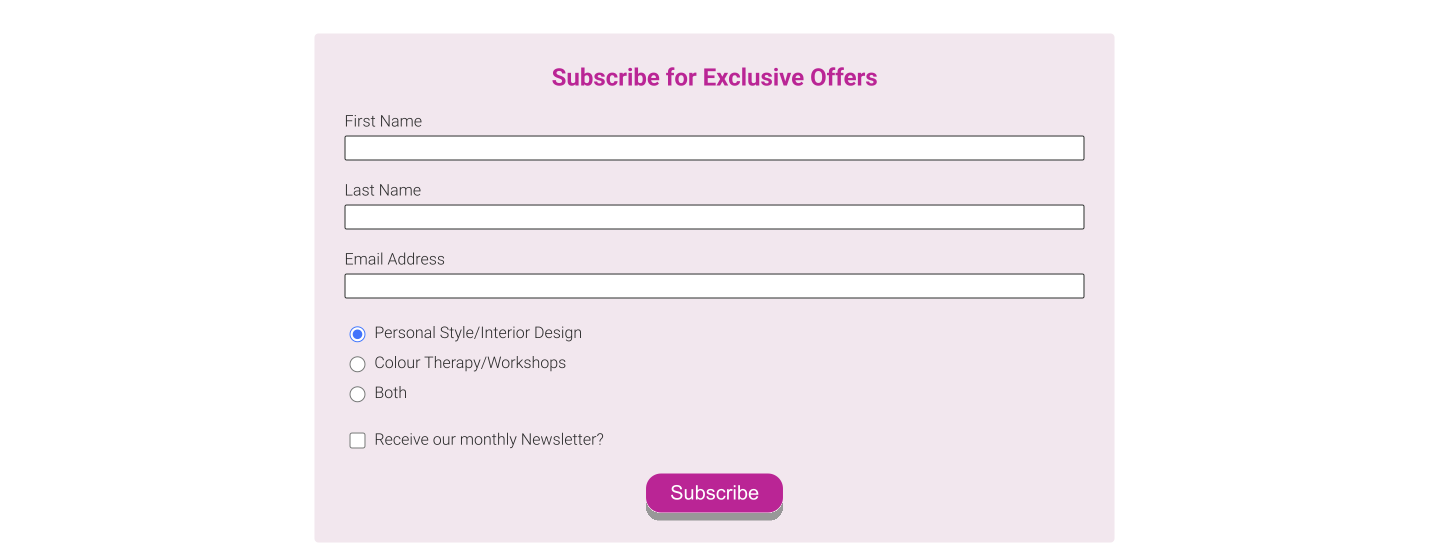 Subscribe for Exclusive Offers
First Name
Last Name
Email Address
Personal Style/Interior Design
Colour Therapy/Workshops
Both
Receive our monthly Newsletter?
Subscribe